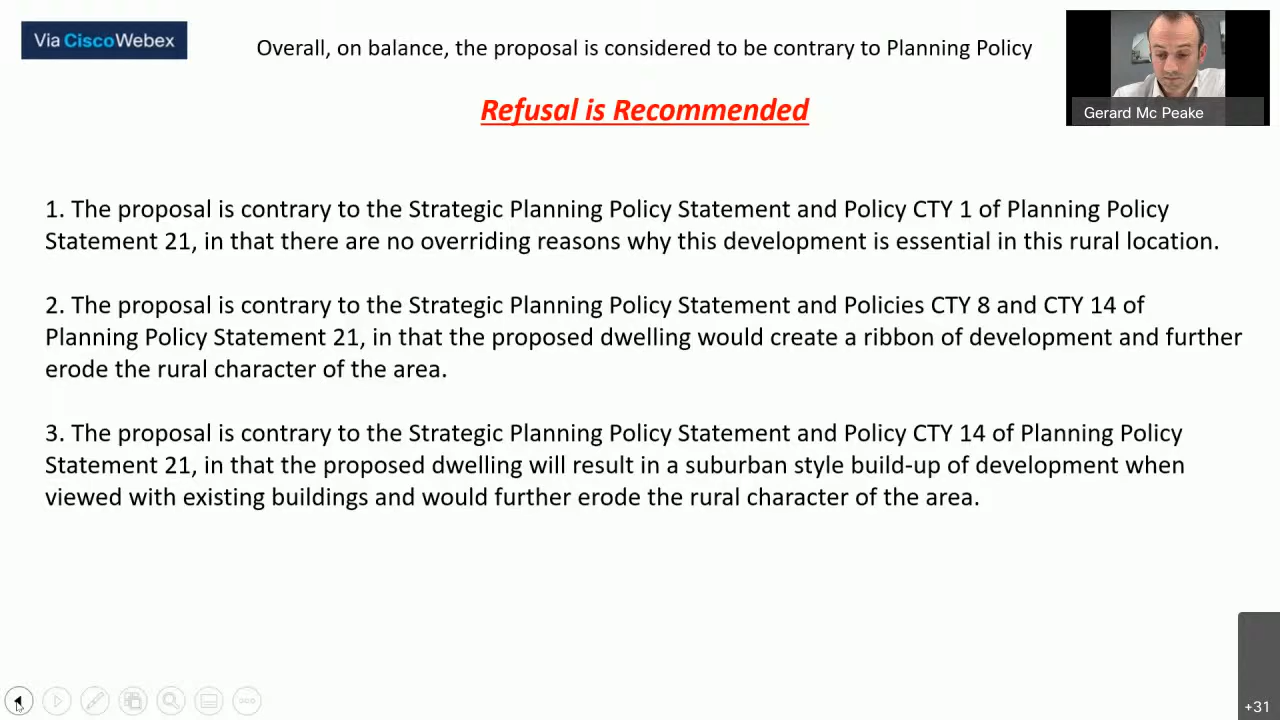 Via Cisco Webex
Overall, on balance, the proposal is considered to be contrary to Planning Policy
Gerard Mc Peake
Refusal is Recommended
1. The proposal is contrary to the Strategic Planning Policy Statement and Policy CTY 1 of Planning Policy
Statement 21, in that there are no overriding reasons why this development is essential in this rural location.
2. The proposal is contrary to the Strategic Planning Policy Statement and Policies CTY 8 and CTY 14 of
Planning Policy Statement 21, in that the proposed dwelling would create a ribbon of development and further
erode the rural character of the area.
3. The proposal is contrary to the Strategic Planning Policy Statement and Policy CTY 14 of Planning Policy
Statement 21, in that the proposed dwelling will result in a suburban style build-up of development when
viewed with existing buildings and would further erode the rural character of the area.
+31